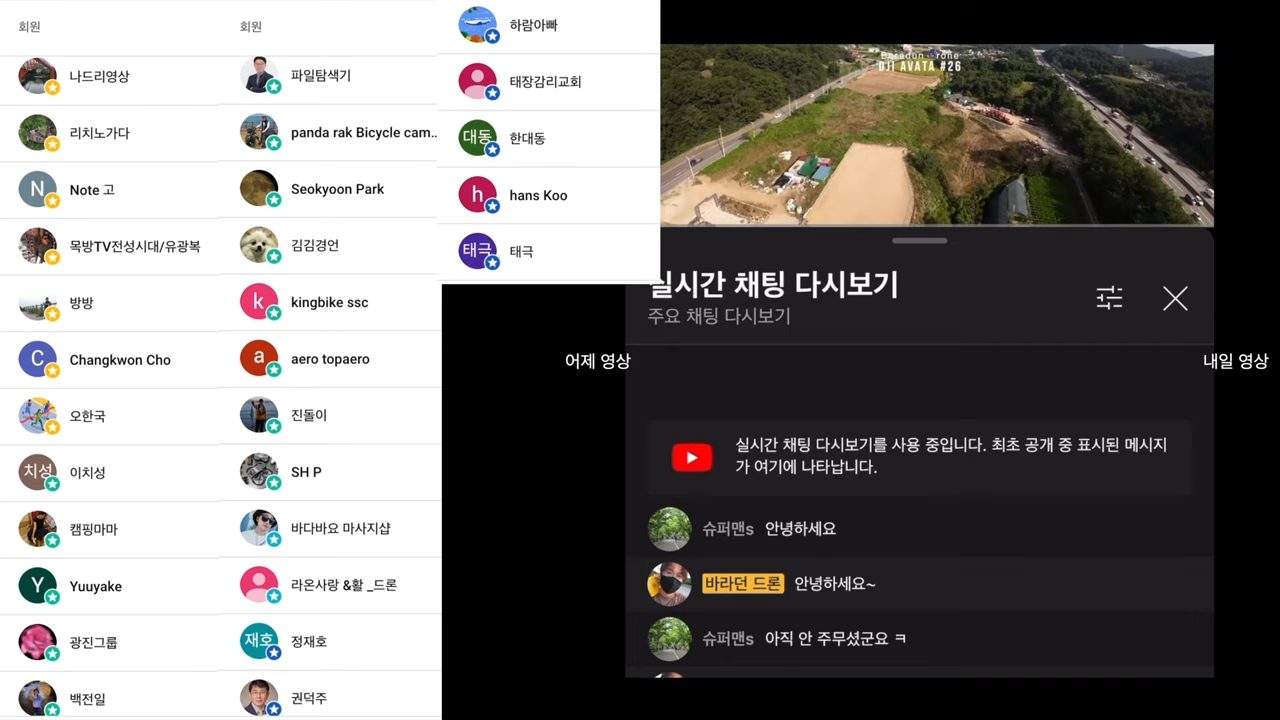 회원
나드리영상
리치노가다
N
Note 고
목방TV전성시대/유광복
방방
C
Changkwon Cho
오한국
치성
이치성
캠핑마마
Y
Yuuyake
광진그룹
백전일
회원
파일탐색기
panda rak Bicycle cam..
Seokyoon Park
김김경언
k
kingbike ssc
a
aero topaero
진돌이
SH P
바다바요 마사지샵
라온사랑 &활 _드론
재호
정재호
권덕주
하람아빠
태장감리교회
대동
한대동
h
hans Koo
태극
태극
DJI AVATA #26
실시간 채팅 다시보기
주요 채팅 다시보기
어제 영상
내일 영상
실시간 채팅 다시보기를 사용 중입니다. 최초 공개 중 표시된 메시지
가 여기에 나타납니다.
슈퍼맨s 안녕하세요
바라던 드론 안녕하세요~
슈퍼맨s 아직 안 주무셨군요 ㅋ